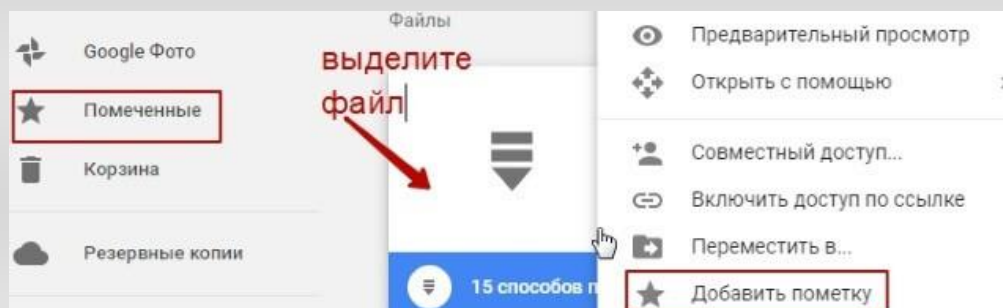 Google Фото
Помеченные
Корзина
Резервные копии
Файлы
выделите
файл
15 способов п
Предварительный просмотр
Открыть с помощью
Совместный доступ...
Включить доступ по ссылке
Переместить в...
Добавить пометку